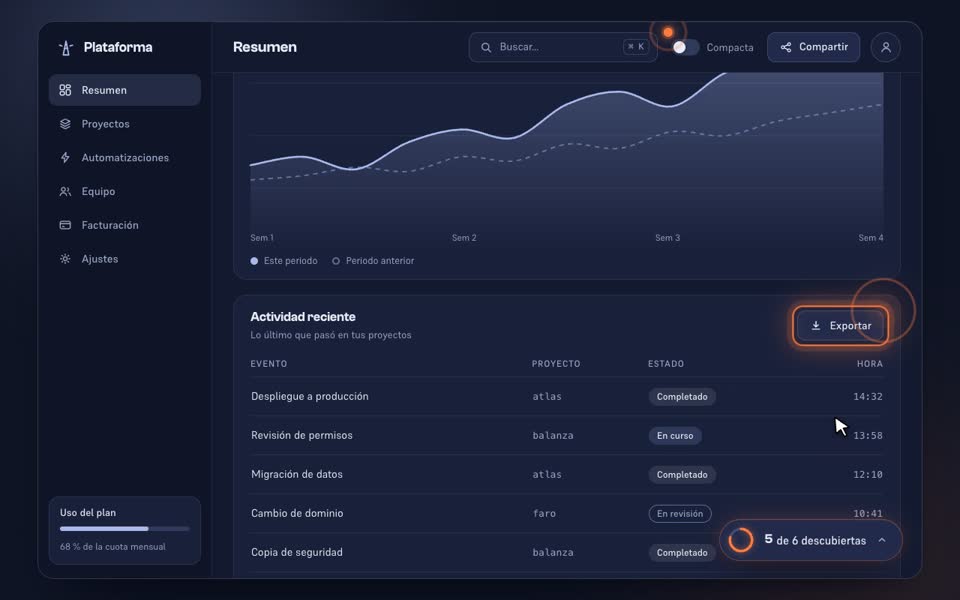 Plataforma
Resumen
Buscar...
⌘ K
Compacta
Compartir
Resumen
Proyectos
Automatizaciones
Equipo
Facturación
Ajustes
Uso del plan
68 % de la cuota mensual
Sem 1
Sem 2
Sem 3
Sem 4
Este periodo
Periodo anterior
Actividad reciente
Lo último que pasó en tus proyectos
Exportar
EVENTO PROYECTO ESTADO HORA
Despliegue a producción atlas Completado 14:32
Revisión de permisos balanza En curso 13:58
Migración de datos atlas Completado 12:10
Cambio de dominio faro En revisión 10:41
Copia de seguridad balanza Completado
5 de 6 descubiertas